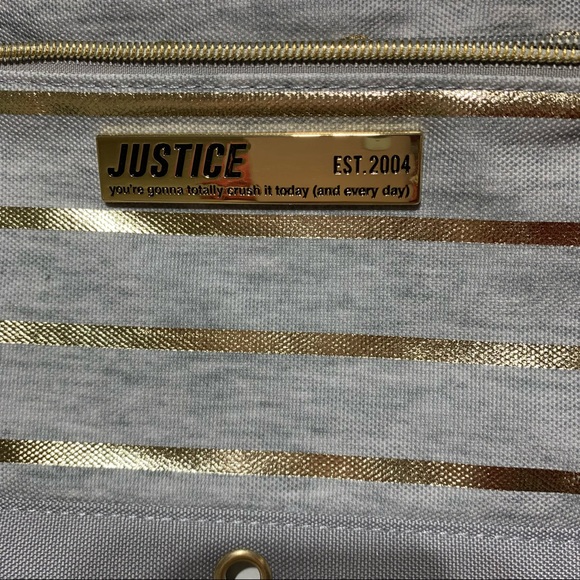 JUSTICE EST.2004
you're gonna totally crush it today (and every day)